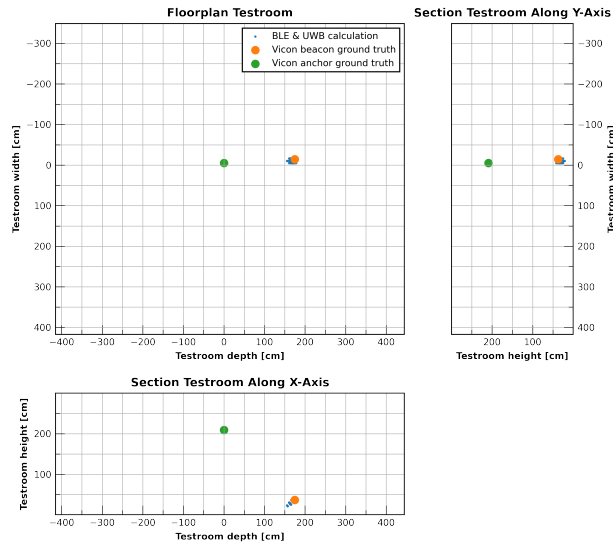 Floorplan Testroom
Section Testroom Along Y-Axis
BLE & UWB calculation
Vicon beacon ground truth
Vicon anchor ground truth
Testroom width [cm]
−300
−200
−100
0
100
200
300
400
−400 −300 −200 −100 0 100 200 300 400
Testroom depth [cm]
−300
−200
−100
0
100
200
300
400
Testroom width [cm]
200 100
Testroom height [cm]
Section Testroom Along X-Axis
Testroom height [cm]
200
100
−400 −300 −200 −100 0 100 200 300 400
Testroom depth [cm]